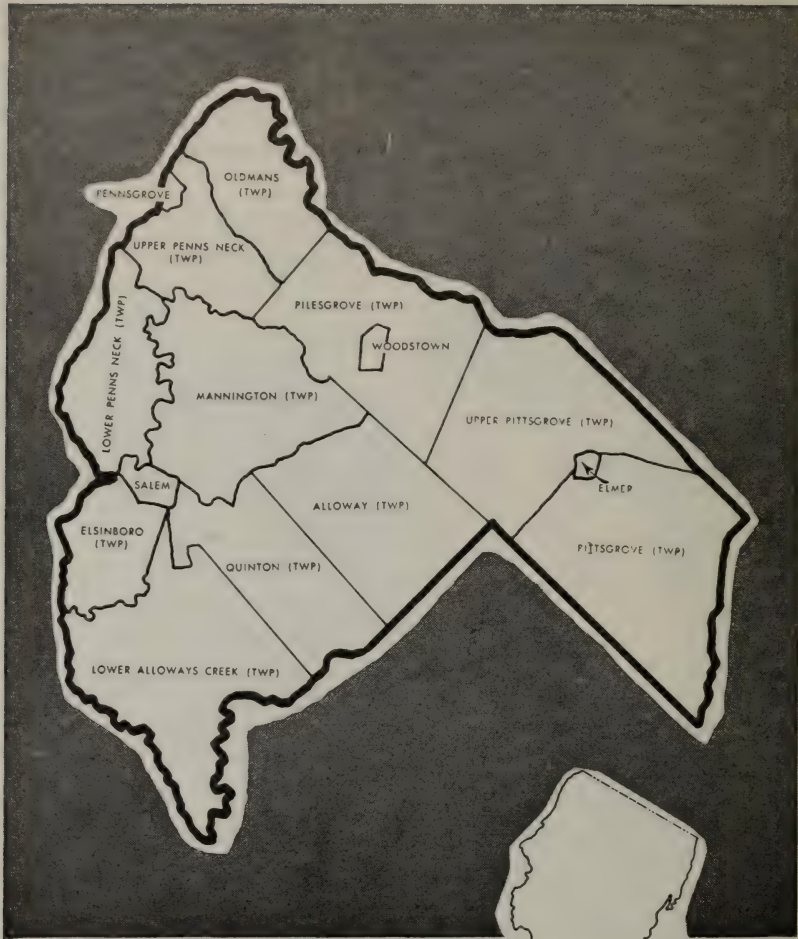 OLDMANS
(TWP)
PENNSGROVE
UPPER PENNS NECK
(TWP)
PILESGROVE (TWP)
LOWER PENNS NECK (TWP)
WOODSTOWN
MANNINGTON (TWP)
UPPER PITTSGROVE (TWP)
SALEM
ELMER
ALLOWAY (TWP)
ELSINBORO
(TWP)
PITTSGROVE (TWP)
QUINTON (TWP)
LOWER ALLOWAYS CREEK (TWP)